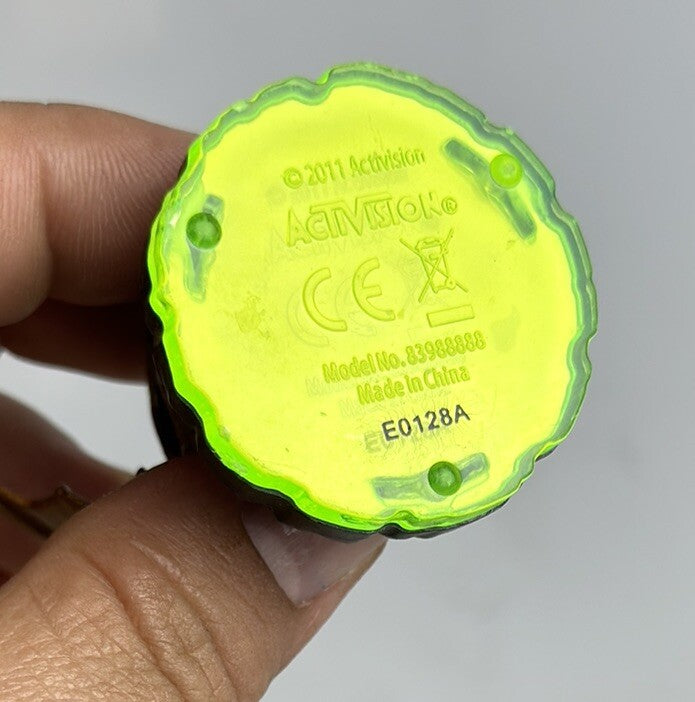 © 2011 Activision
ACTIVISION®
CE
Model No. 83988888
Made in China
E0128A